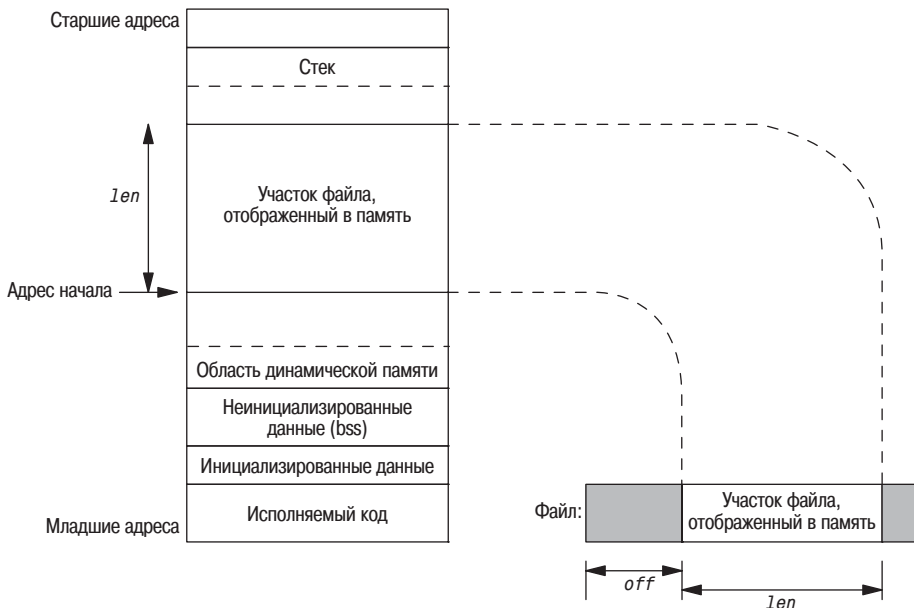 Старшие адреса
Стек
len
Участок файла,
отображенный в память
Адрес начала
Область динамической памяти
Неинициализированные
данные (bss)
Инициализированные данные
Младшие адреса
Исполняемый код
Файл:
Участок файла,
отображенный в память
off
len